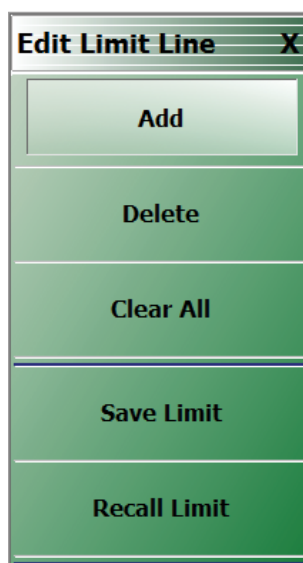 Edit Limit Line X
Add
Delete
Clear All
Save Limit
Recall Limit